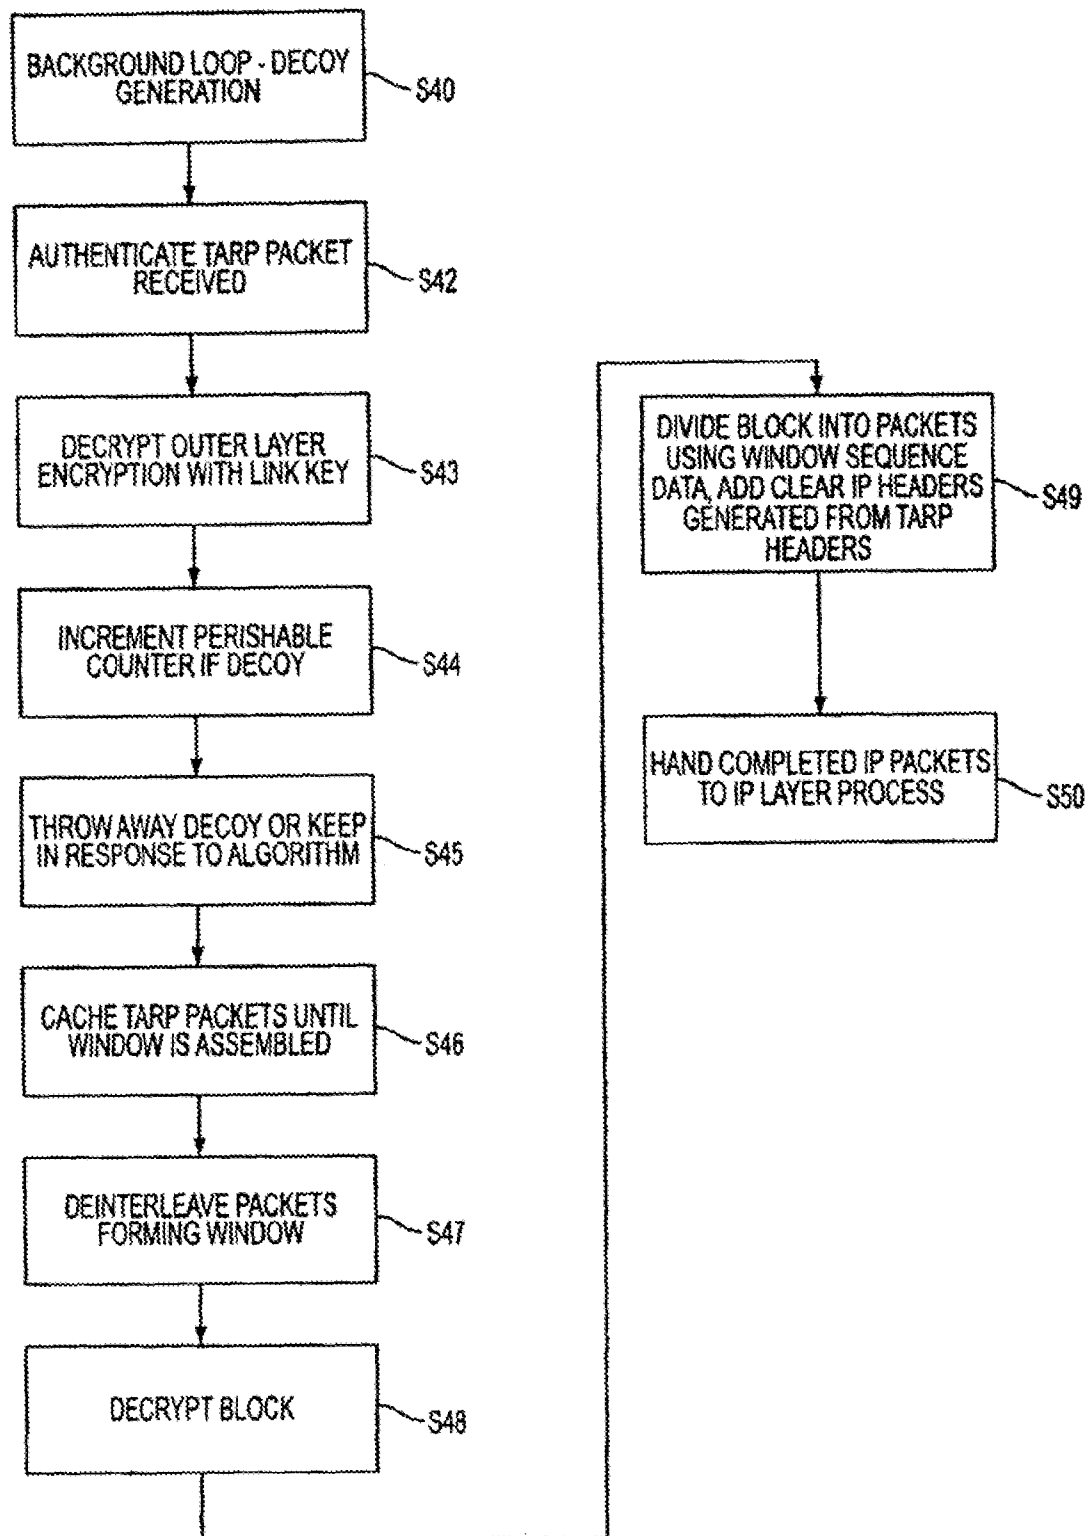 BACKGROUND LOOP - DECOY
GENERATION
S40
AUTHENTICATE TARP PACKET
RECEIVED
S42
DECRYPT OUTER LAYER
ENCRYPTION WITH LINK KEY
S43
INCREMENT PERISHABLE
COUNTER IF DECOY
S44
THROW AWAY DECOY OR KEEP
IN RESPONSE TO ALGORITHM
S45
CACHE TARP PACKETS UNTIL
WINDOW IS ASSEMBLED
S46
DEINTERLEAVE PACKETS
FORMING WINDOW
S47
DECRYPT BLOCK
S48
DIVIDE BLOCK INTO PACKETS
USING WINDOW SEQUENCE
DATA, ADD CLEAR IP HEADERS
GENERATED FROM TARP
HEADERS
S49
HAND COMPLETED IP PACKETS
TO IP LAYER PROCESS
S50